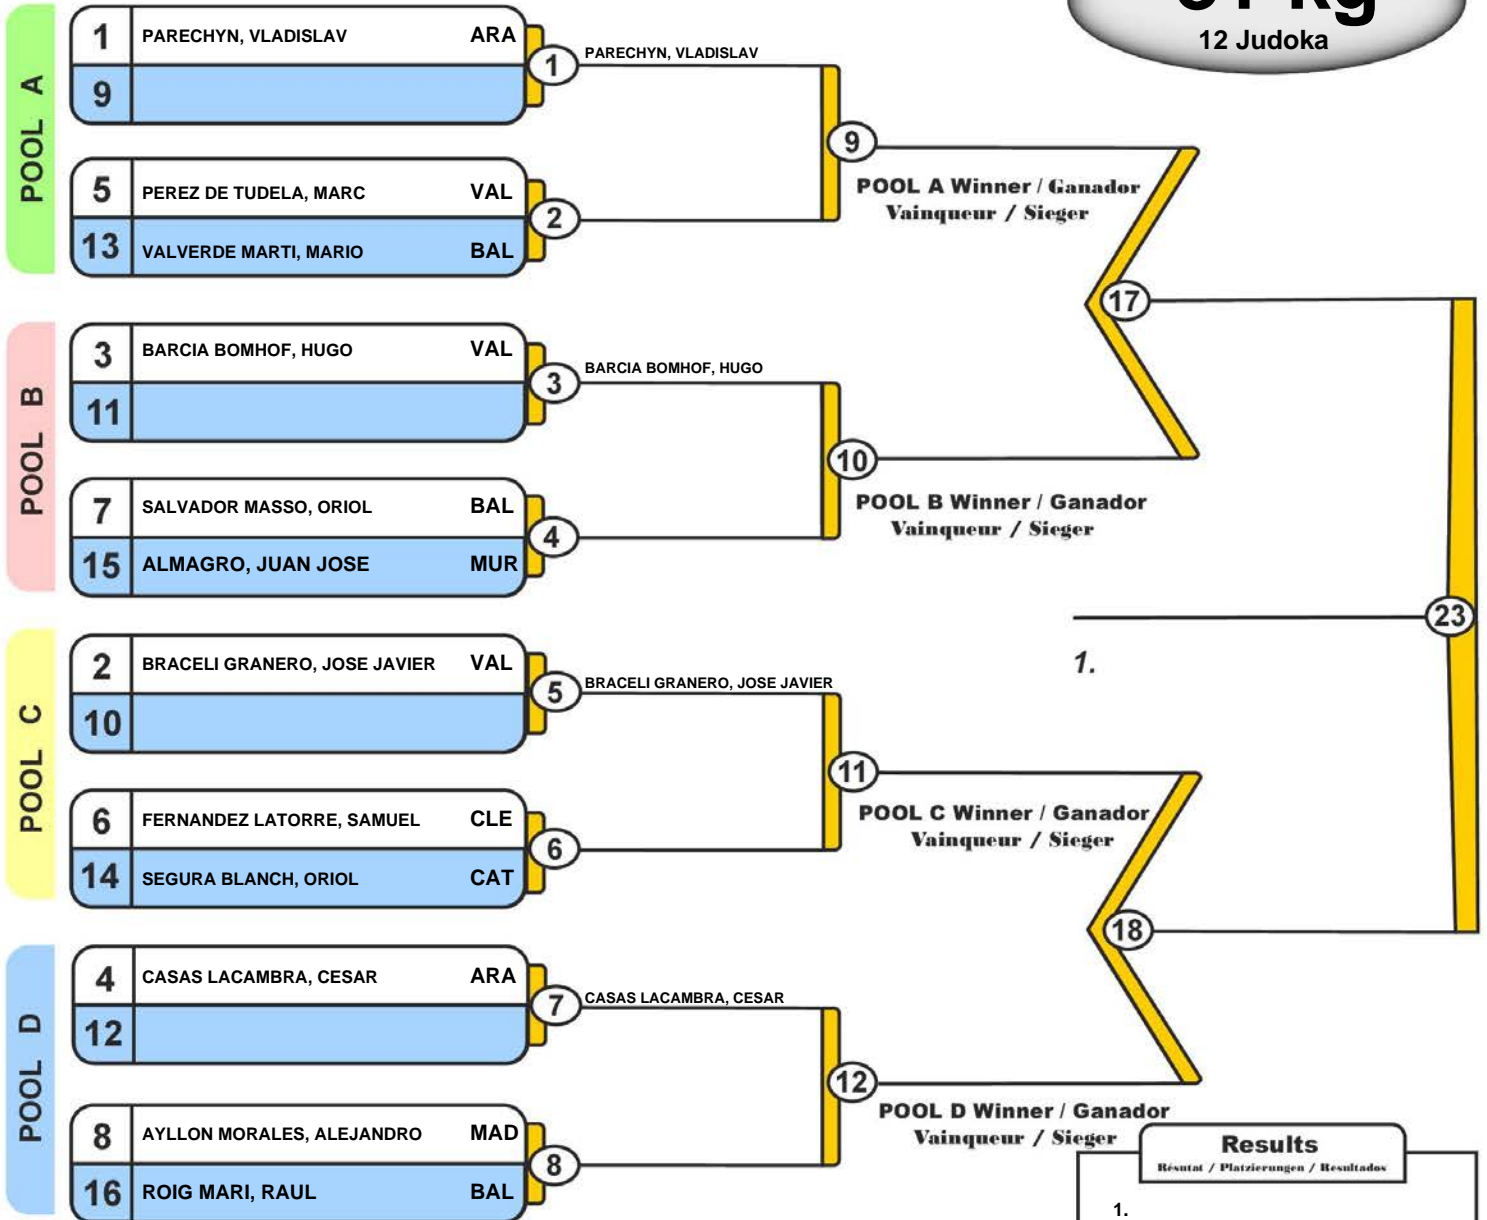 kg
12 Judoka
POOL A
1 PARECHYN, VLADISLAV ARA
9
1
PARECHYN, VLADISLAV
5 PEREZ DE TUDELA, MARC VAL
13 VALVERDE MARTI, MARIO BAL
2
9
POOL A Winner / Ganador
Vainqueur / Sieger
17
POOL B
3 BARCIA BOMHOF, HUGO VAL
11
3
BARCIA BOMHOF, HUGO
7 SALVADOR MASSO, ORIOL BAL
15 ALMAGRO, JUAN JOSE MUR
4
10
POOL B Winner / Ganador
Vainqueur / Sieger
23
1.
POOL C
2 BRACELI GRANERO, JOSE JAVIER VAL
10
5
BRACELI GRANERO, JOSE JAVIER
6 FERNANDEZ LATORRE, SAMUEL CLE
14 SEGURA BLANCH, ORIOL CAT
6
11
POOL C Winner / Ganador
Vainqueur / Sieger
18
POOL D
4 CASAS LACAMBRA, CESAR ARA
12
7
CASAS LACAMBRA, CESAR
8 AYLLON MORALES, ALEJANDRO MAD
16 ROIG MARI, RAUL BAL
8
12
POOL D Winner / Ganador
Vainqueur / Sieger
Results
Résutat / Platzierungen / Resultados
1.